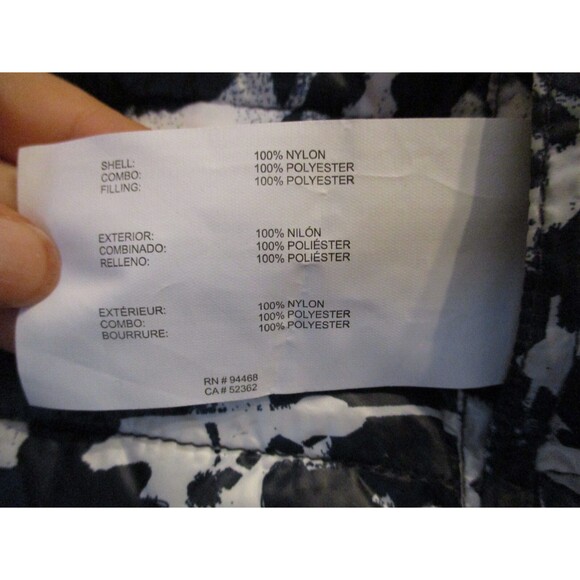 SHELL: 100% NYLON
COMBO: 100% POLYESTER
FILLING: 100% POLYESTER
EXTERIOR: 100% NILÓN
COMBINADO: 100% POLIÉSTER
RELLENO: 100% POLIÉSTER
EXTÉRIEUR: 100% NYLON
COMBO: 100% POLYESTER
BOURRURE: 100% POLYESTER
RN # 94468
CA # 52362